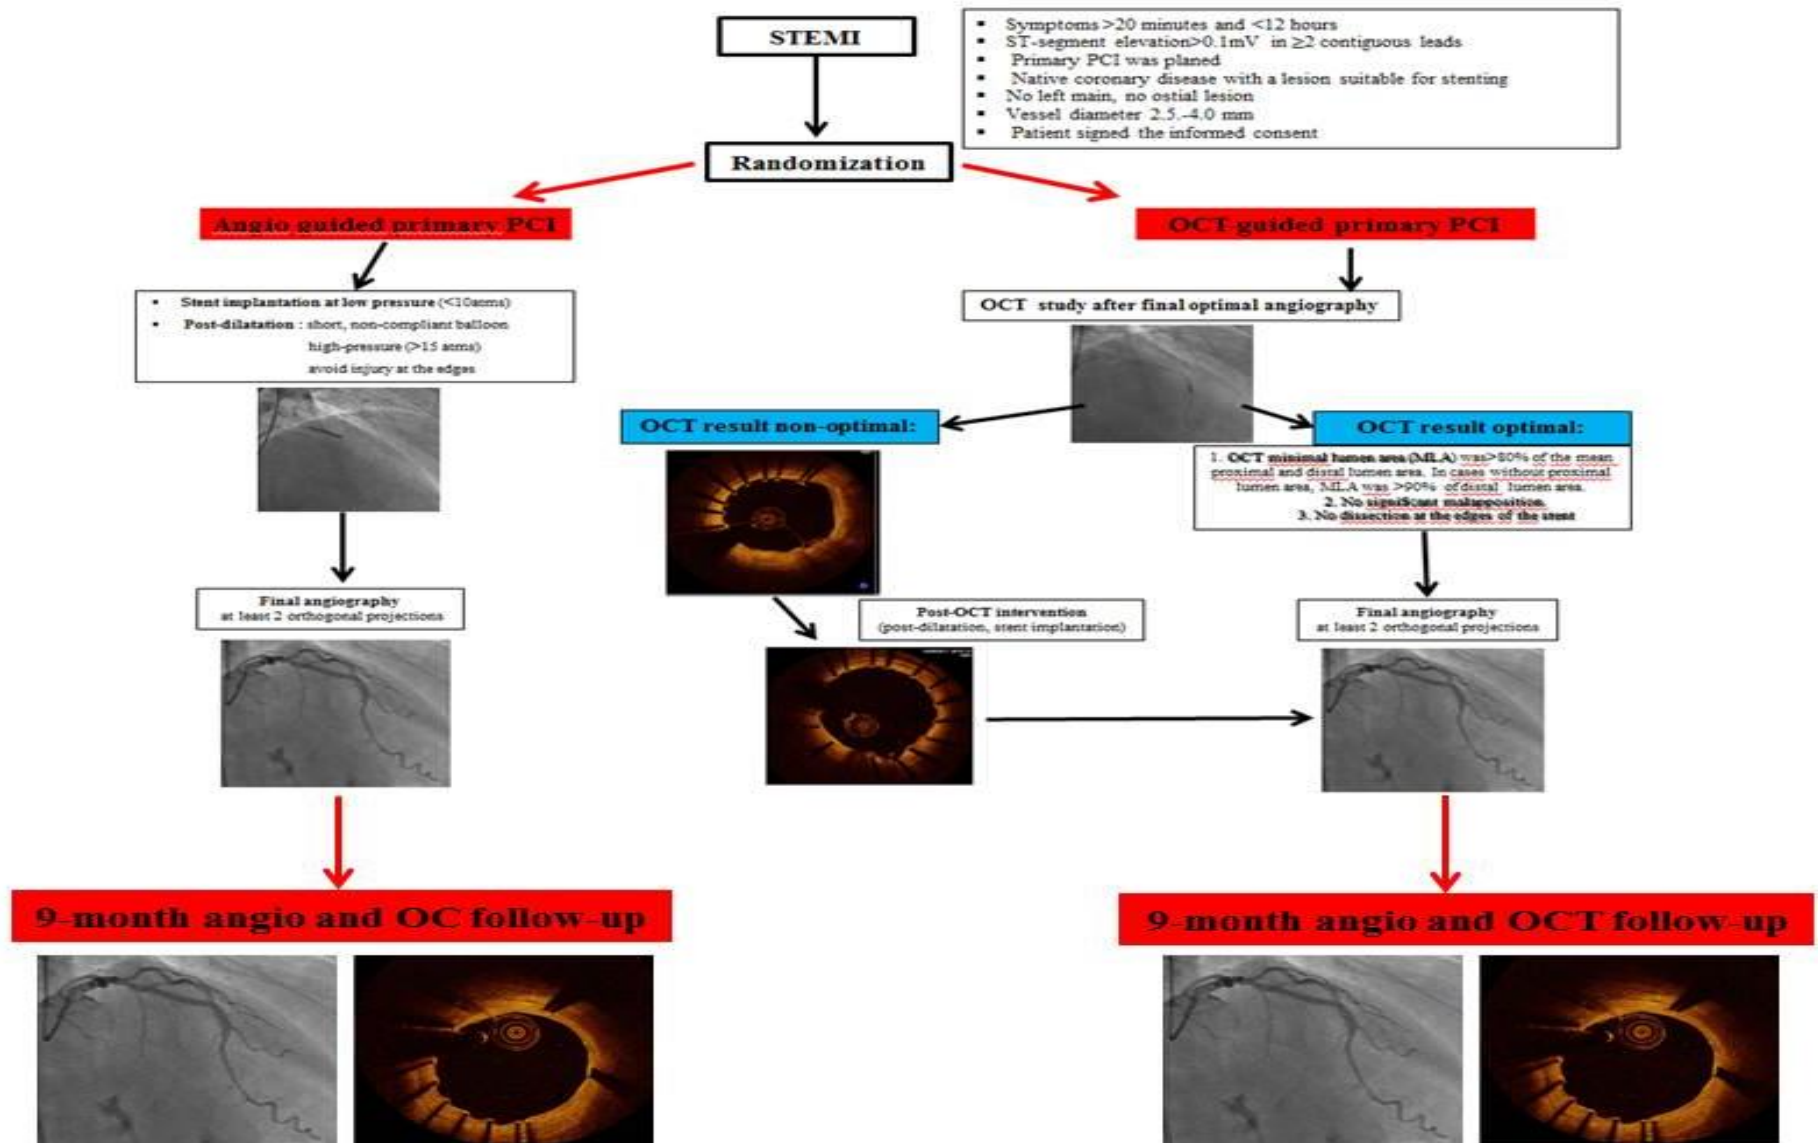 STEMI
▪ Symptoms >20 minutes and <12 hours
▪ ST-segment elevation>0.1mV in ≥2 contiguous leads
▪ Primary PCI was planed
▪ Native coronary disease with a lesion suitable for stenting
▪ No left main, no ostial lesion
▪ Vessel diameter 2.5.-4.0 mm
▪ Patient signed the informed consent
Randomization
Angio guided primary PCI
OCT guided primary PCI
▪ Stent implantation at low pressure (<10atms)
▪ Post-dilatation : short, non-compliant balloon
high-pressure (>15 atms)
avoid injury at the edges
OCT study after final optimal angiography
OCT result non-optimal:
OCT result optimal:
1. OCT minimal lumen area (MLA) was>80% of the mean
proximal and distal lumen area. In cases without proximal
lumen area, MLA was >90% of distal lumen area.
2. No significant malapposition
3. No dissection at the edges of the stent
Final angiography
at least 2 orthogonal projections
Post-OCT intervention
(post-dilatation, stent implantation)
Final angiography
at least 2 orthogonal projections
9-month angio and OC follow-up
9-month angio and OCT follow-up